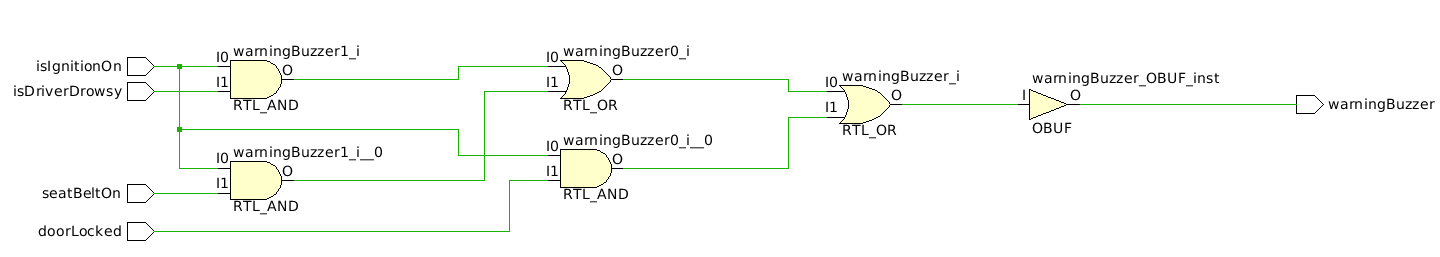 warningBuzzer1_i
I0
isIgnitionOn
O
I1
isDriverDrowsy
RTL_AND
warningBuzzer0_i
I0
O
I1
RTL_OR
warningBuzzer_i
I0
O
I1
RTL_OR
warningBuzzer_OBUF_inst
I
O
OBUF
warningBuzzer
warningBuzzer1_i__0
I0
O
I1
seatBeltOn
RTL_AND
warningBuzzer0_i__0
I0
O
I1
RTL_AND
doorLocked